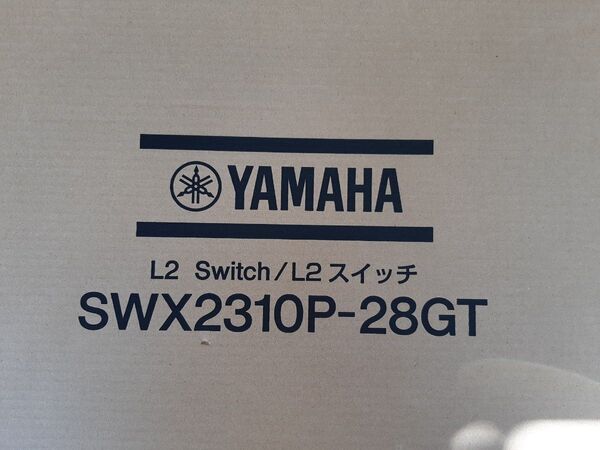 YAMAHA
L2 Switch/L2スイッチ
SWX2310P-28GT